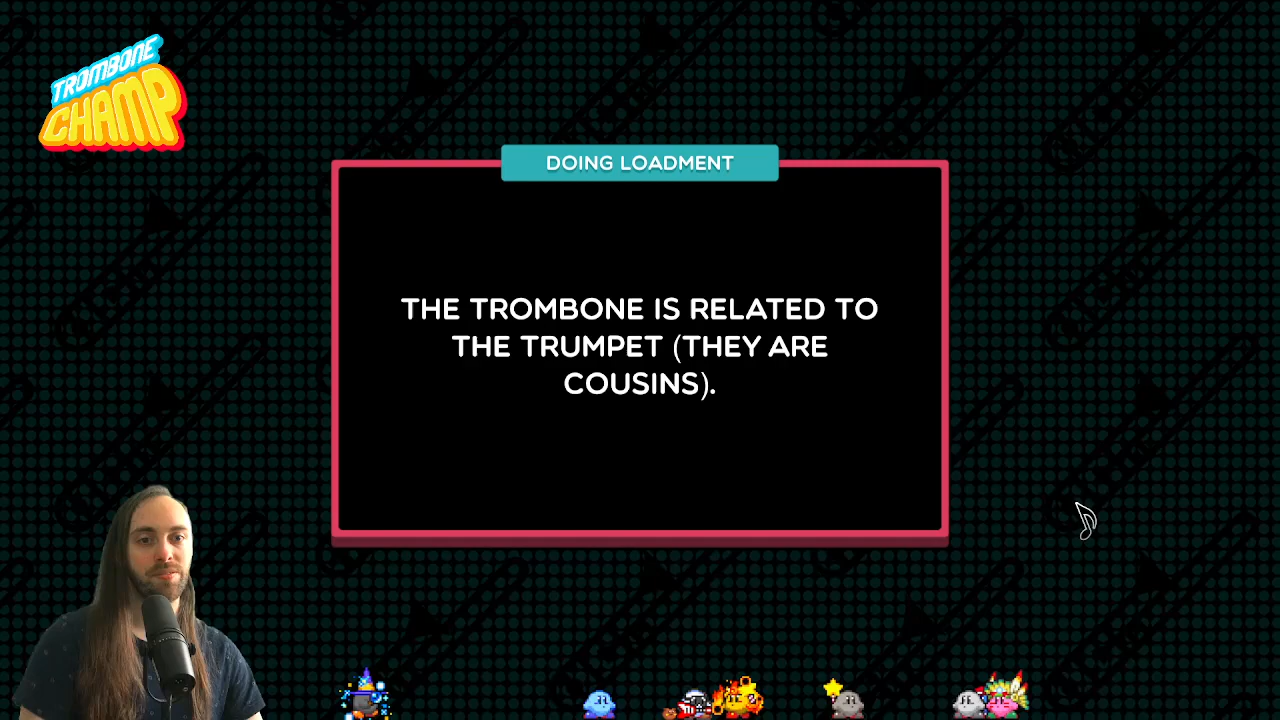 TROMBONE
CHAMP
DOING LOADMENT
THE TROMBONE IS RELATED TO
THE TRUMPET (THEY ARE
COUSINS).